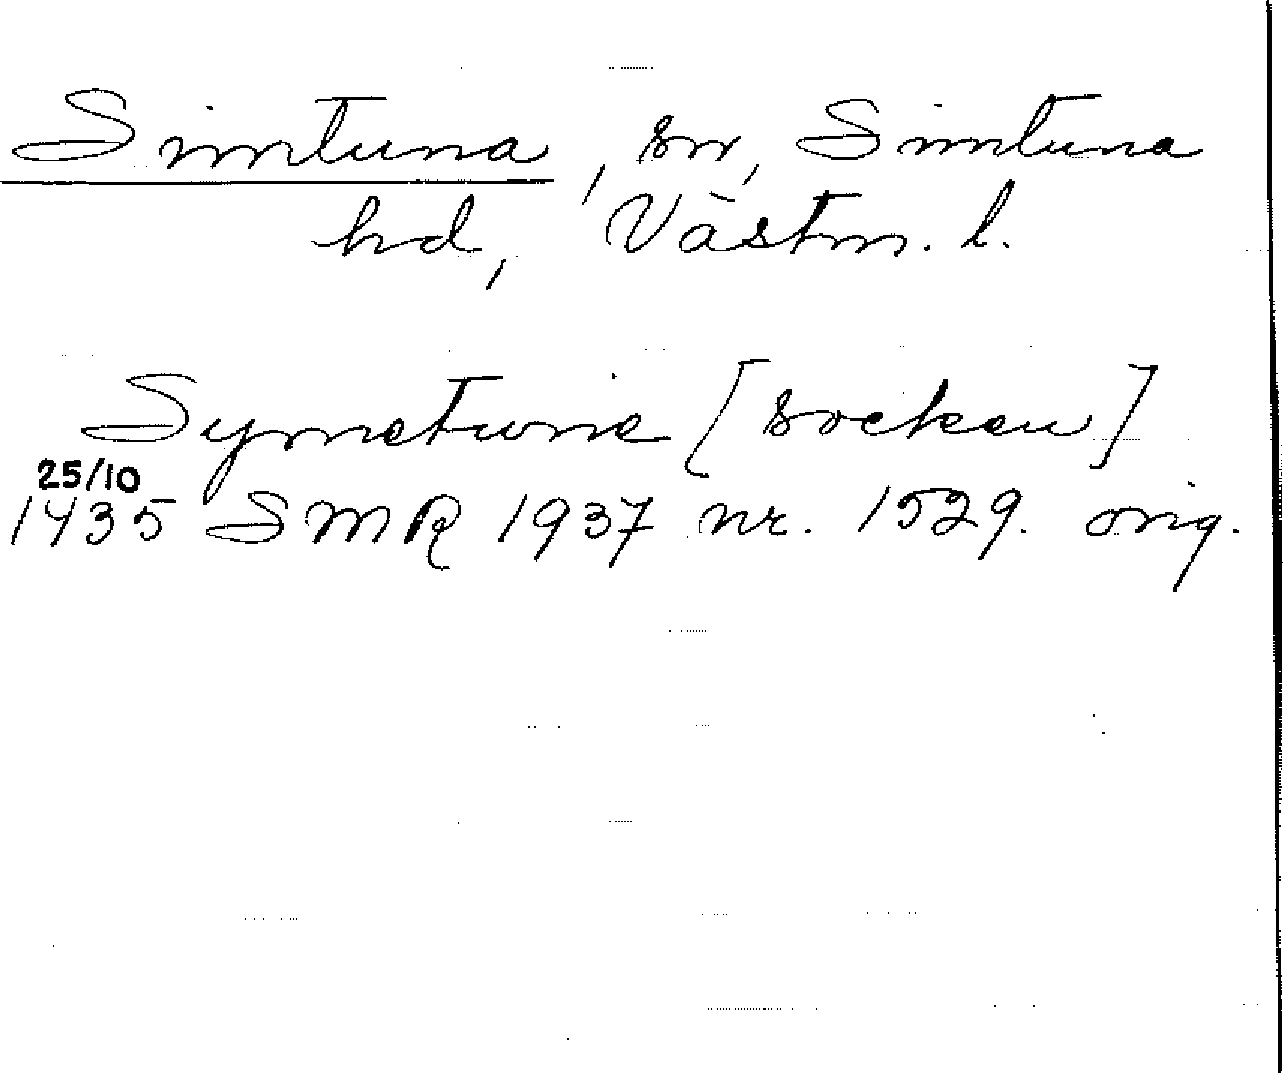 Simtuna, sn, Simtuna
hd, Västm. l.
Symetune [socken]
25/10
1435 SMR 1937 nr. 1529. orig.